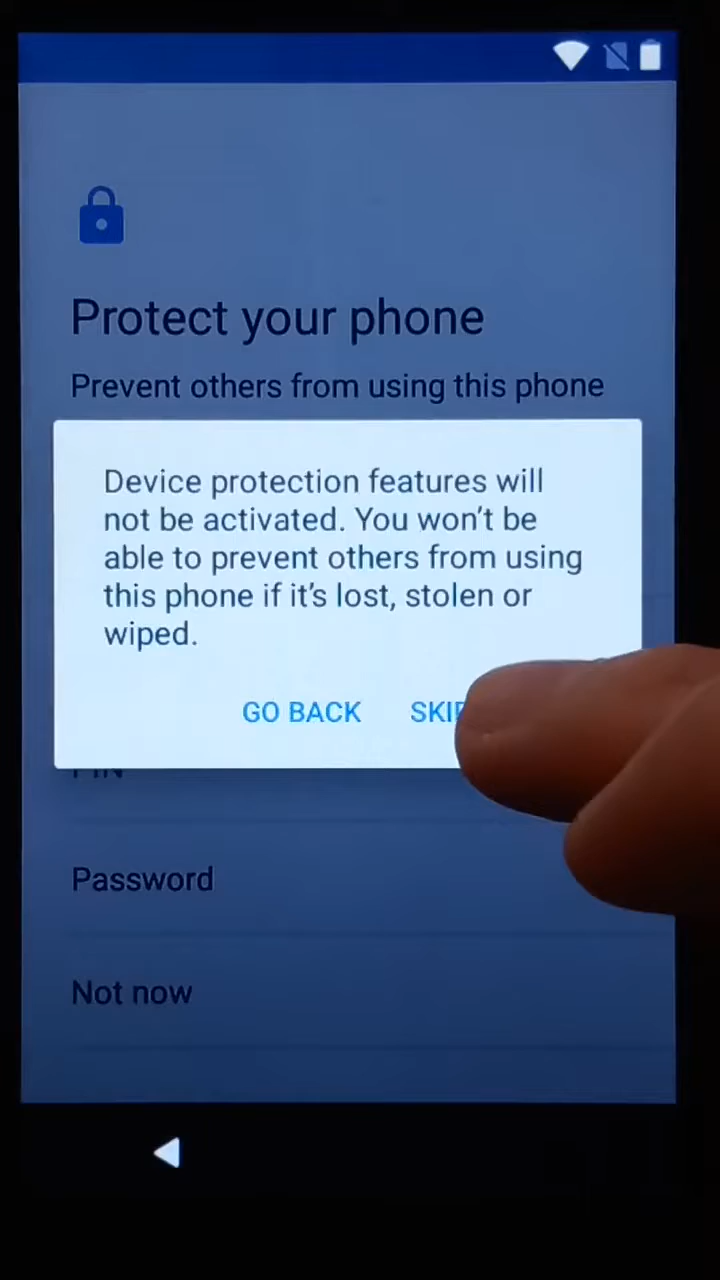 Protect your phone
Prevent others from using this phone
Device protection features will
not be activated. You won't be
able to prevent others from using
this phone if it's lost, stolen or
wiped.
GO BACK
Password
Not now